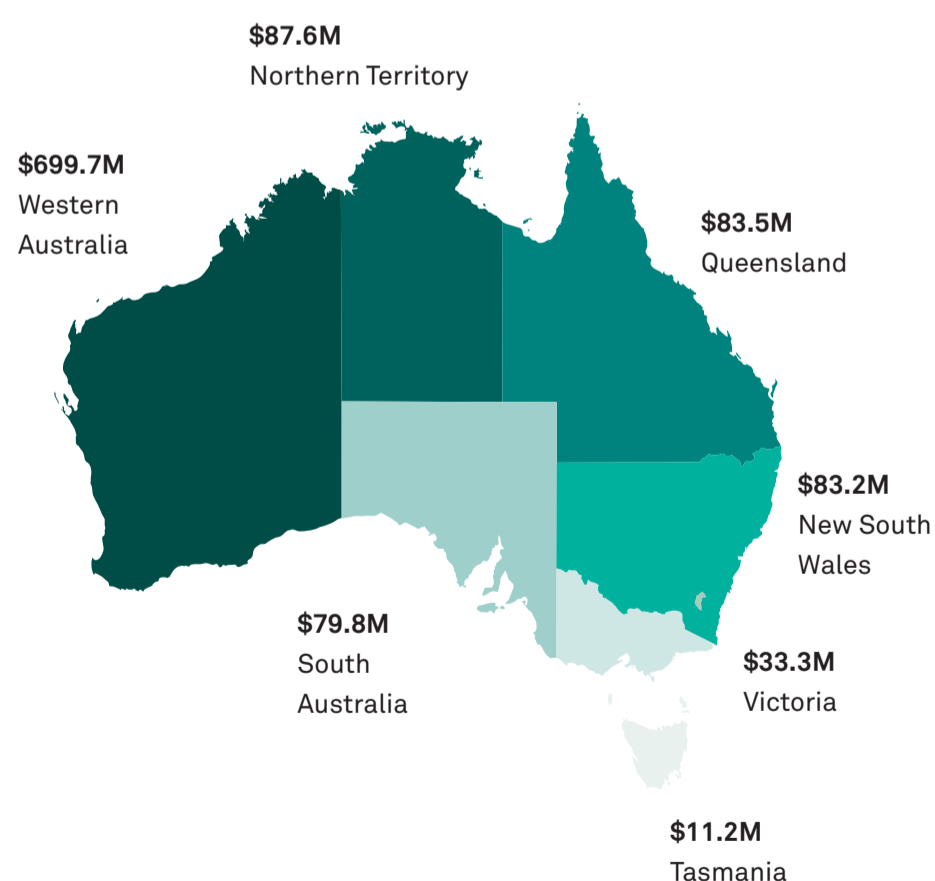 $87.6M
Northern Territory
$699.7M
Western
Australia
$83.5M
Queensland
$83.2M
New South
Wales
$79.8M
South
Australia
$33.3M
Victoria
$11.2M
Tasmania